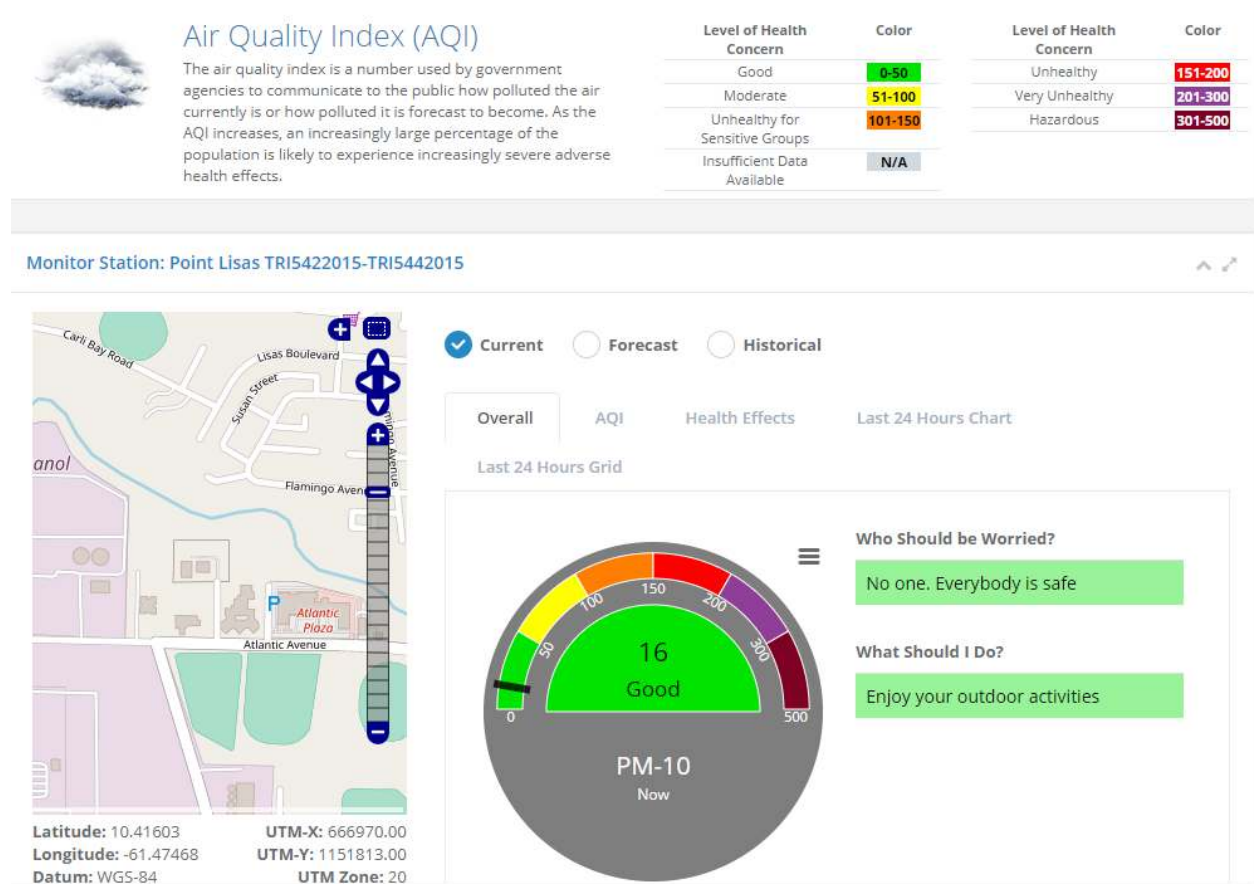 Air Quality Index (AQI)
The air quality index is a number used by government
agencies to communicate to the public how polluted the air
currently is or how polluted it is forecast to become. As the
AQI increases, an increasingly large percentage of the
population is likely to experience increasingly severe adverse
health effects.
Level of Health Concern Color
Good 0-50
Moderate 51-100
Unhealthy for Sensitive Groups 101-150
Insufficient Data Available N/A
Level of Health Concern Color
Unhealthy 151-200
Very Unhealthy 201-300
Hazardous 301-500
Monitor Station: Point Lisas TRI5422015-TRI5442015
Carli Bay Road
Lisas Boulevard
Susan Street
mingo Avenue
anol
Flamingo Aven
P
Atlantic
Plaza
Atlantic Avenue
Latitude: 10.41603 UTM-X: 666970.00
Longitude: -61.47468 UTM-Y: 1151813.00
Datum: WGS-84 UTM Zone: 20
Current Forecast Historical
Overall AQI Health Effects Last 24 Hours Chart
Last 24 Hours Grid
0 50 100 150 200 300 500
16
Good
PM-10
Now
Who Should be Worried?
No one. Everybody is safe
What Should I Do?
Enjoy your outdoor activities